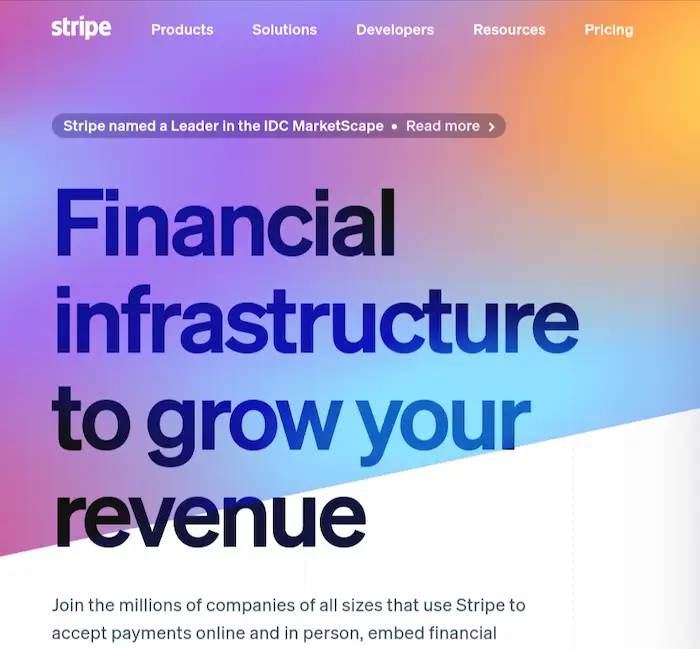 stripe Products Solutions Developers Resources Pricing
Stripe named a Leader in the IDC MarketScape • Read more >
Financial
infrastructure
to grow your
revenue
Join the millions of companies of all sizes that use Stripe to
accept payments online and in person, embed financial